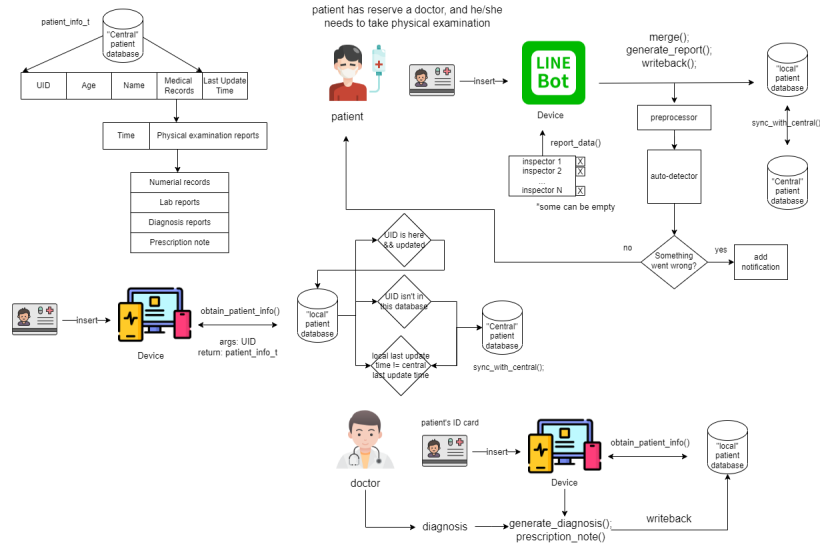 patient has reserve a doctor, and he/she
needs to take physical examination
patient_info_t
"Central"
patient
database
UID
Age
Name
Medical
Records
Last Update
Time
Time
Physical examination reports
Numerial records
Lab reports
Diagnosis reports
Prescription note
patient
insert
LINE
Bot
Device
report_data()
inspector 1
X
inspector 2
X
...
inspector N
X
"some can be empty
merge();
generate_report();
writeback();
"local"
patient
database
sync_with_central()
"Central"
patient
database
preprocessor
auto-detector
Something
went wrong?
no
yes
add
notification
insert
Device
obtain_patient_info()
args: UID
return: patient_info_t
"local"
patient
database
UID is here
&& updated
UID isn't in
this database
local last update
time != central
last update time
"Central"
patient
database
sync_with_central();
doctor
patient's ID card
insert
Device
obtain_patient_info()
"local"
patient
database
diagnosis
generate_diagnosis();
prescription_note()
writeback